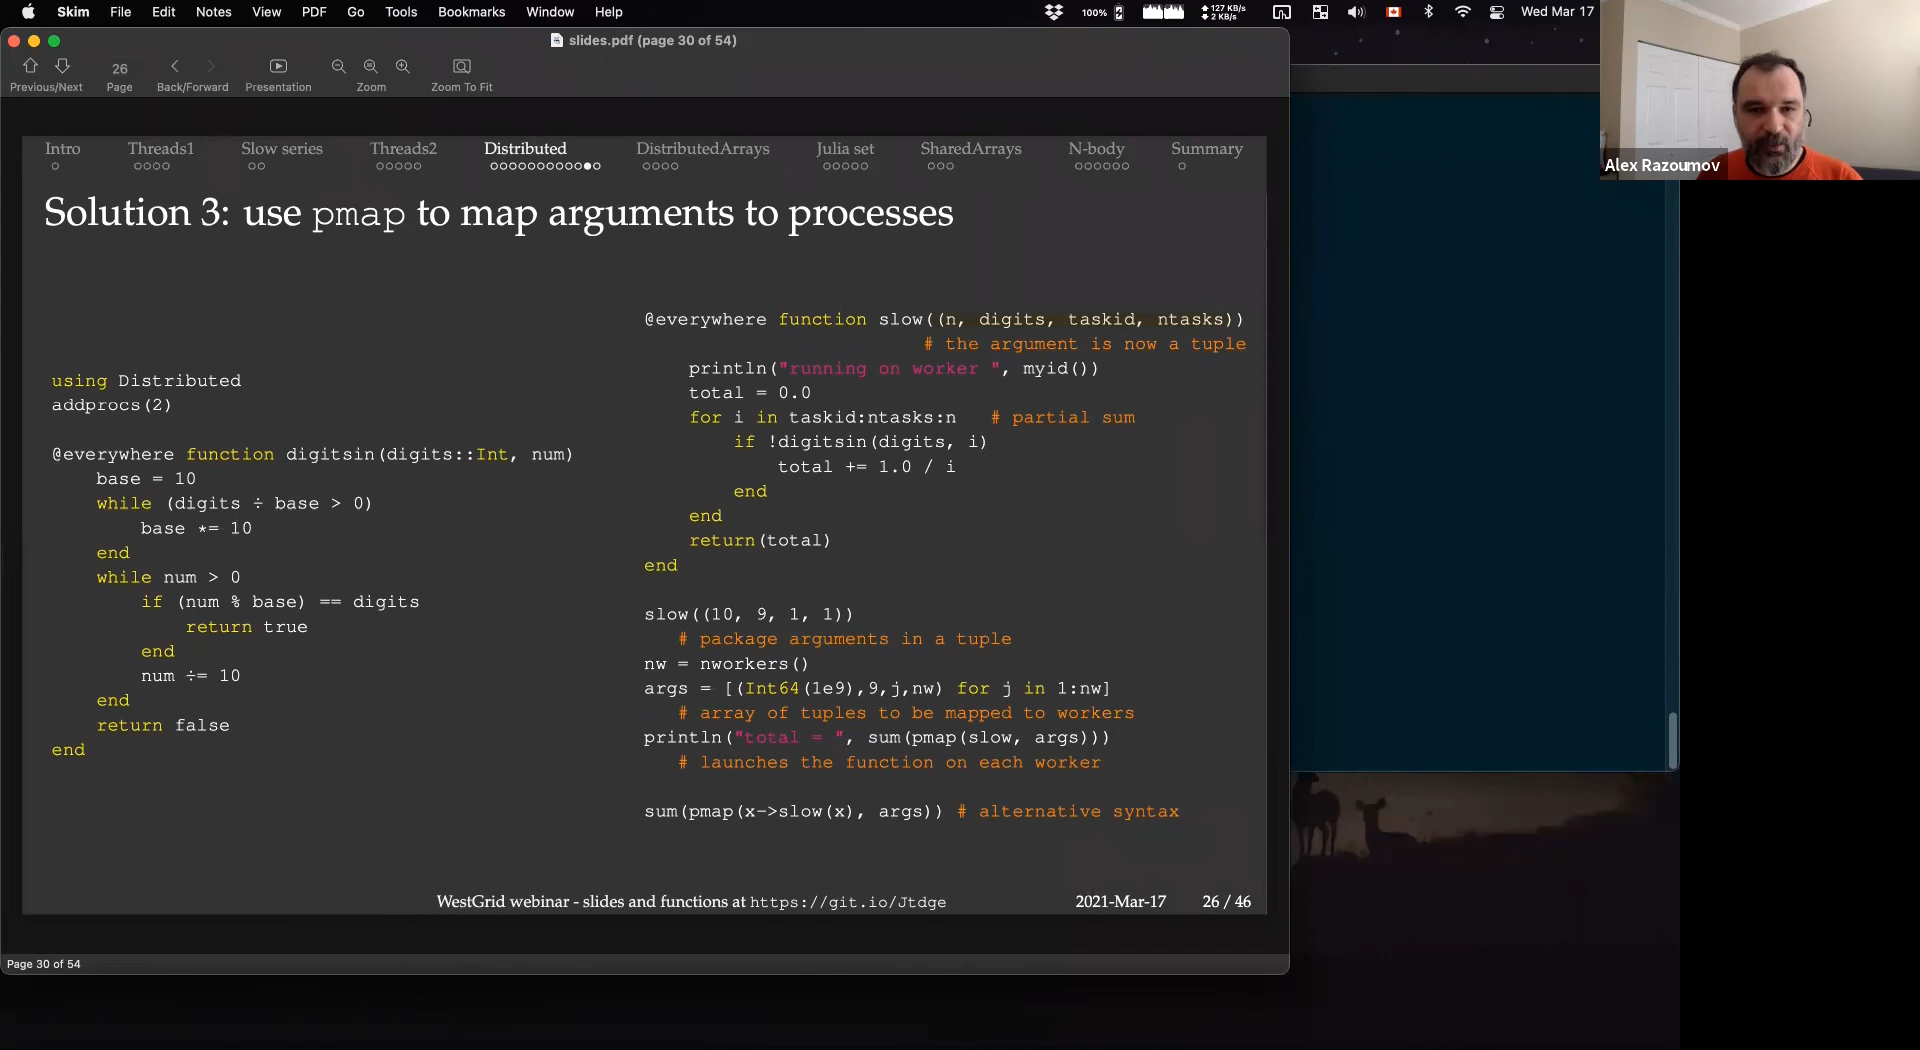 Skim File Edit Notes View PDF Go Tools Bookmarks Window Help 100% 127 KB/s Wed Mar 17
2 KB/s
slides.pdf (page 30 of 54)
26
Previous/Next Page Back/Forward Presentation Zoom Zoom To Fit
Alex Razoumov
Intro Threads1 Slow series Threads2 Distributed DistributedArrays Julia set SharedArrays N-body Summary
Solution 3: use pmap to map arguments to processes
using Distributed
addprocs(2)
@everywhere function digitsin(digits::Int, num)
base = 10
while (digits ÷ base > 0)
base *= 10
end
while num > 0
if (num % base) == digits
return true
end
num ÷= 10
end
return false
end
@everywhere function slow((n, digits, taskid, ntasks))
# the argument is now a tuple
println("running on worker ", myid())
total = 0.0
for i in taskid:ntasks:n # partial sum
if !digitsin(digits, i)
total += 1.0 / i
end
end
return(total)
end
slow((10, 9, 1, 1))
# package arguments in a tuple
nw = nworkers()
args = [(Int64(1e9),9,j,nw) for j in 1:nw]
# array of tuples to be mapped to workers
println("total = ", sum(pmap(slow, args)))
# launches the function on each worker
sum(pmap(x->slow(x), args)) # alternative syntax
WestGrid webinar - slides and functions at https://git.io/Jtdge 2021-Mar-17 26 / 46
Page 30 of 54